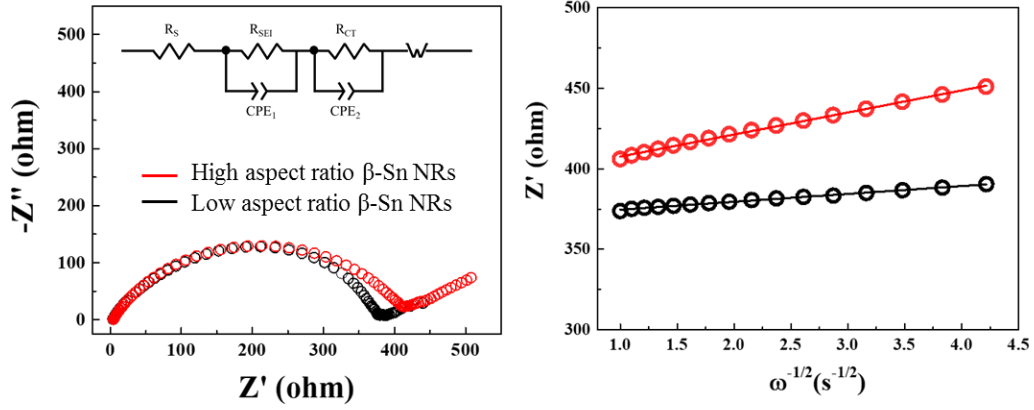 500
400
300
200
100
0
-Z" (ohm)
R_S
R_SEI
R_CT
W
CPE₁
CPE₂
High aspect ratio β-Sn NRs
Low aspect ratio β-Sn NRs
0 100 200 300 400 500
Z' (ohm)
500
450
400
350
300
Z' (ohm)
1.0 1.5 2.0 2.5 3.0 3.5 4.0 4.5
ω⁻¹/²(s⁻¹/²)